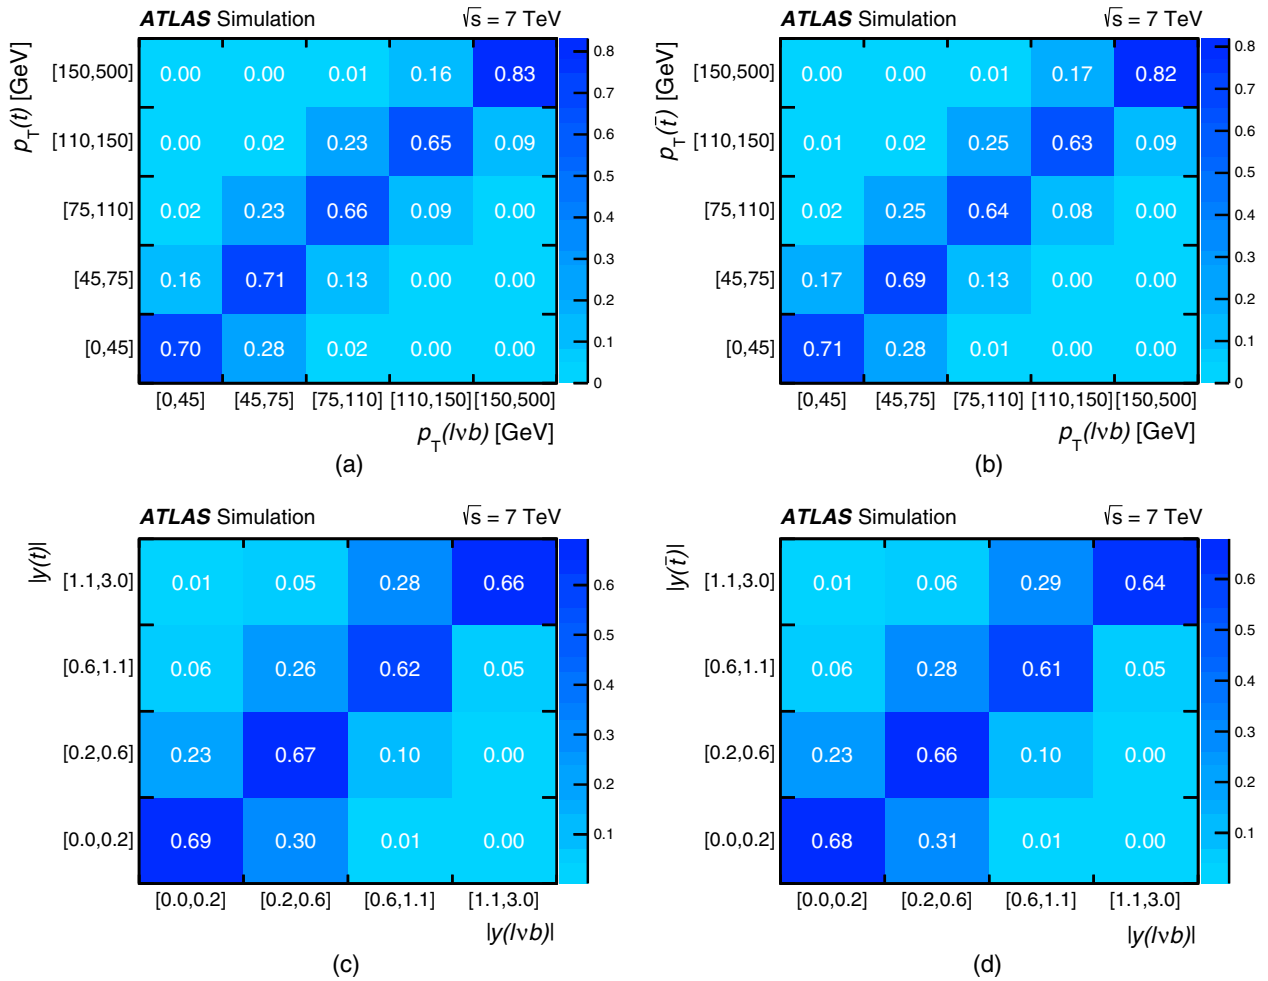 ATLAS Simulation √s = 7 TeV
p_T(t) [GeV]
[150,500] 0.00 0.00 0.01 0.16 0.83
[110,150] 0.00 0.02 0.23 0.65 0.09
[75,110] 0.02 0.23 0.66 0.09 0.00
[45,75] 0.16 0.71 0.13 0.00 0.00
[0,45] 0.70 0.28 0.02 0.00 0.00
[0,45] [45,75] [75,110] [110,150] [150,500]
p_T(lνb) [GeV]
0.8
0.7
0.6
0.5
0.4
0.3
0.2
0.1
0
(a)
ATLAS Simulation √s = 7 TeV
p_T(t̄) [GeV]
[150,500] 0.00 0.00 0.01 0.17 0.82
[110,150] 0.01 0.02 0.25 0.63 0.09
[75,110] 0.02 0.25 0.64 0.08 0.00
[45,75] 0.17 0.69 0.13 0.00 0.00
[0,45] 0.71 0.28 0.01 0.00 0.00
[0,45] [45,75] [75,110] [110,150] [150,500]
p_T(lνb) [GeV]
0.8
0.7
0.6
0.5
0.4
0.3
0.2
0.1
0
(b)
ATLAS Simulation √s = 7 TeV
|y(t)|
[1.1,3.0] 0.01 0.05 0.28 0.66
[0.6,1.1] 0.06 0.26 0.62 0.05
[0.2,0.6] 0.23 0.67 0.10 0.00
[0.0,0.2] 0.69 0.30 0.01 0.00
[0.0,0.2] [0.2,0.6] [0.6,1.1] [1.1,3.0]
|y(lνb)|
0.6
0.5
0.4
0.3
0.2
0.1
(c)
ATLAS Simulation √s = 7 TeV
|y(t̄)|
[1.1,3.0] 0.01 0.06 0.29 0.64
[0.6,1.1] 0.06 0.28 0.61 0.05
[0.2,0.6] 0.23 0.66 0.10 0.00
[0.0,0.2] 0.68 0.31 0.01 0.00
[0.0,0.2] [0.2,0.6] [0.6,1.1] [1.1,3.0]
|y(lνb)|
0.6
0.5
0.4
0.3
0.2
0.1
(d)